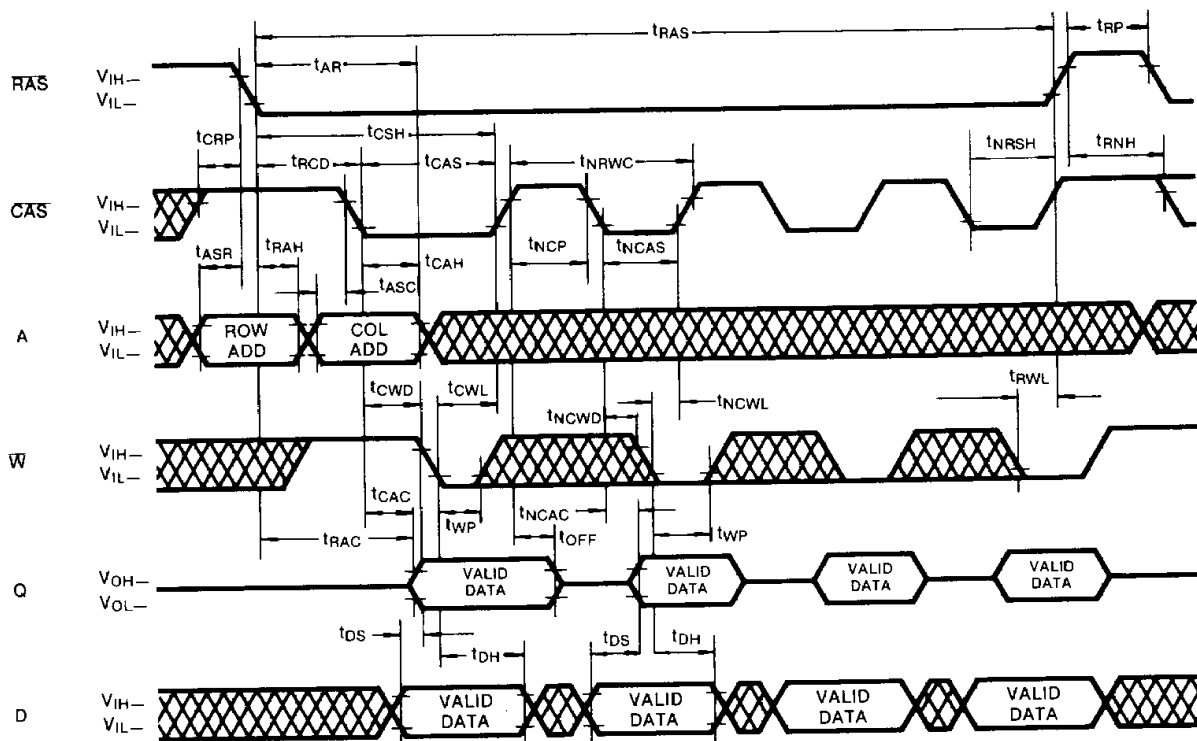 tRAS
tRP
tAR
RAS
VIH
VIL
tCRP
tCSH
tRCD
tCAS
tNRWC
tNRSH
tRNH
CAS
VIH
VIL
tASR
tRAH
tCAH
tNCP
tNCAS
tASC
A
VIH
VIL
ROW
ADD
COL
ADD
tCWD
tCWL
tNCWD
tNCWL
tRWL
W
VIH
VIL
tCAC
tWP
tNCAC
tRAC
tOFF
tWP
Q
VOH
VOL
VALID
DATA
VALID
DATA
VALID
DATA
VALID
DATA
tDS
tDH
tDS
tDH
D
VIH
VIL
VALID
DATA
VALID
DATA
VALID
DATA
VALID
DATA